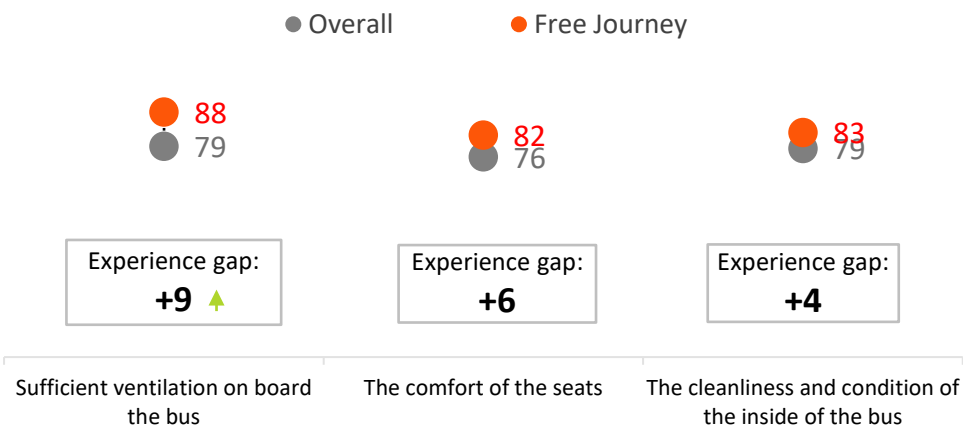 Overall
Free Journey
88
79
82
76
83
79
Experience gap:
+9
Experience gap:
+6
Experience gap:
+4
Sufficient ventilation on board
the bus
The comfort of the seats
The cleanliness and condition of
the inside of the bus